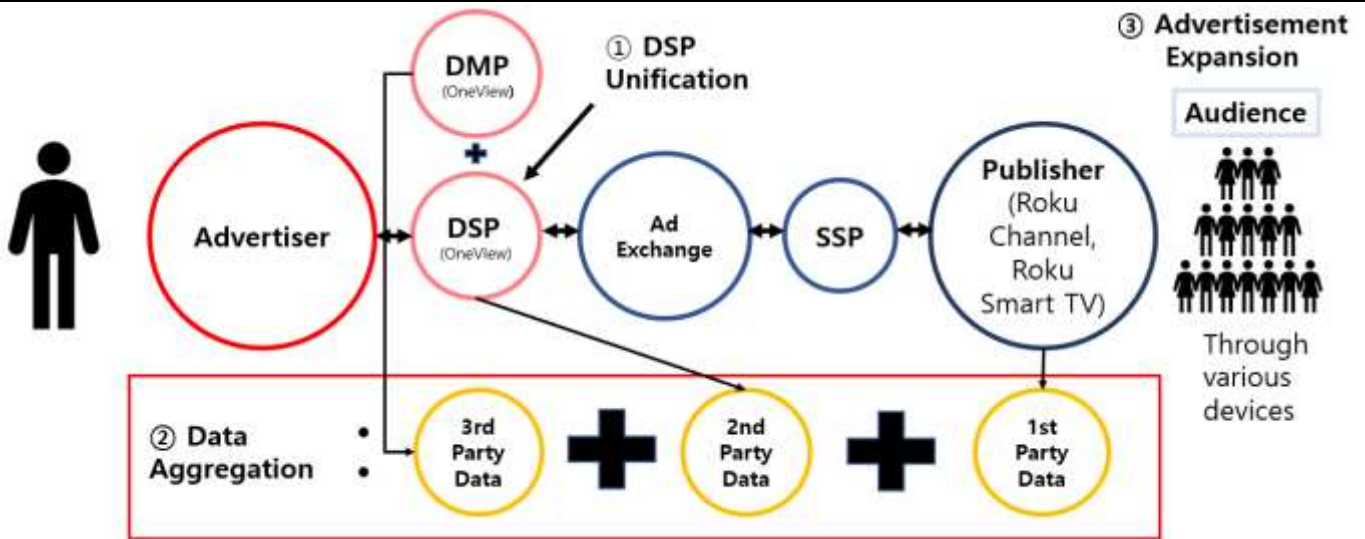 DMP
(OneView)
① DSP
Unification
③ Advertisement
Expansion
Audience
Advertiser
DSP
(OneView)
Ad
Exchange
SSP
Publisher
(Roku
Channel,
Roku
Smart TV)
Through
various
devices
② Data
Aggregation
3rd
Party
Data
2nd
Party
Data
1st
Party
Data